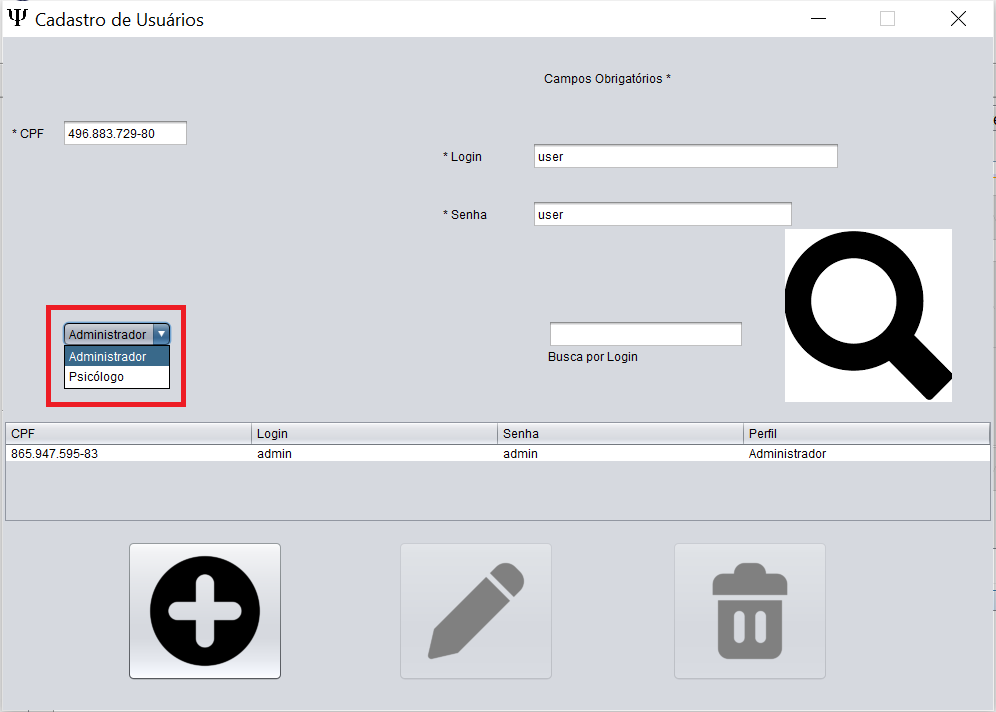 Ψ Cadastro de Usuários
Campos Obrigatórios *
* CPF 496.883.729-80
* Login user
* Senha user
Administrador
Administrador
Psicólogo
Busca por Login
CPF Login Senha Perfil
865.947.595-83 admin admin Administrador